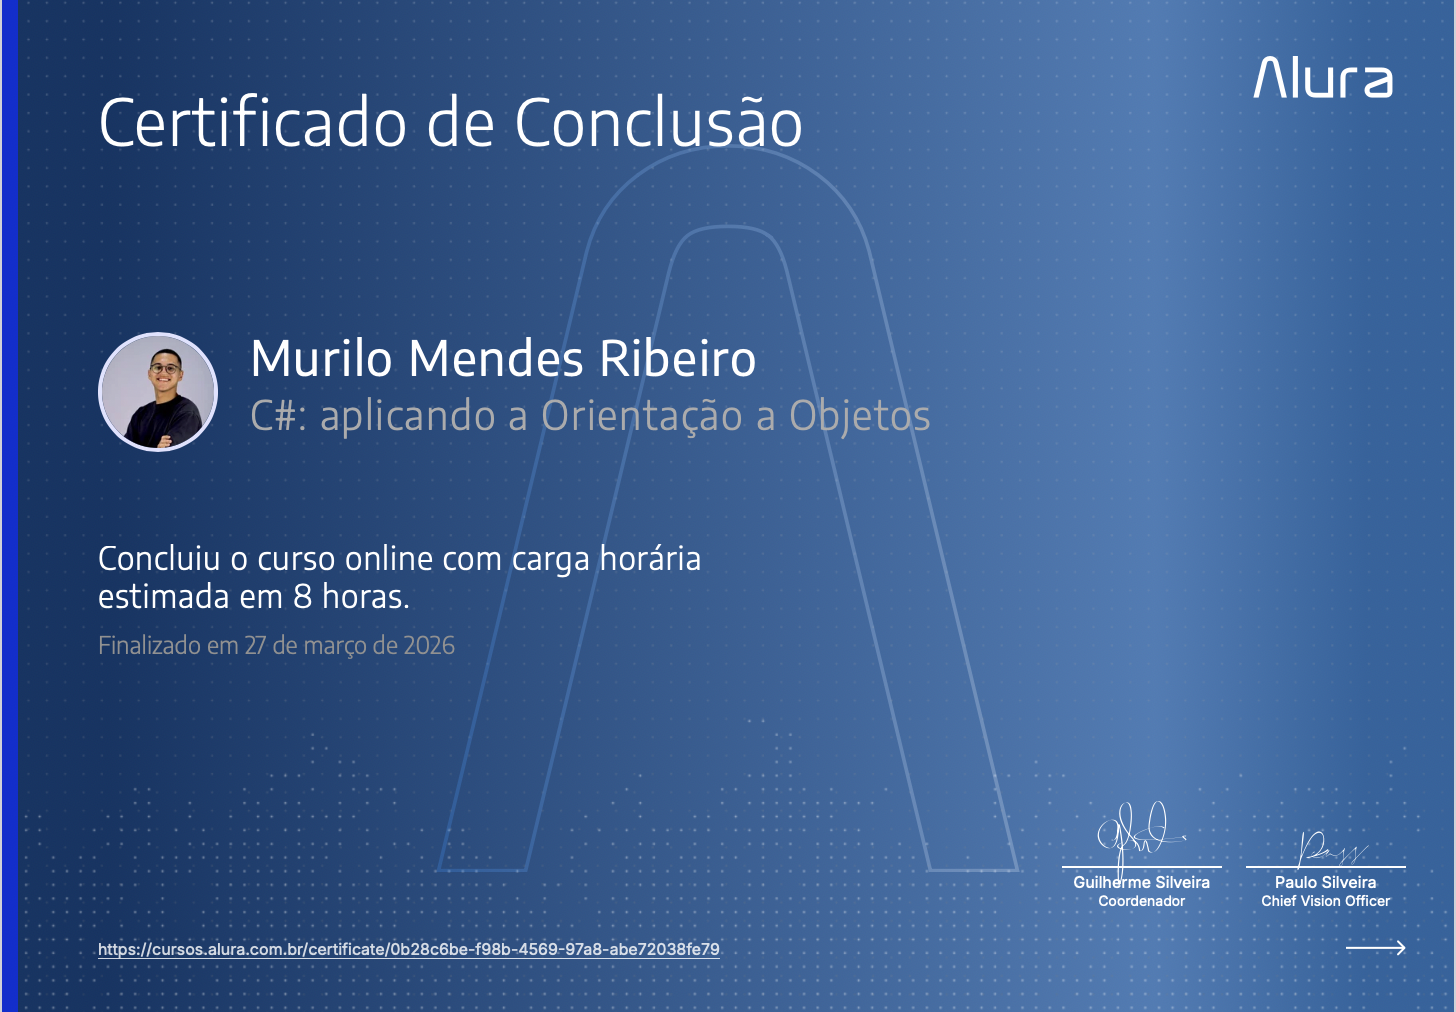 Alura
Certificado de Conclusão
Murilo Mendes Ribeiro
C#: aplicando a Orientação a Objetos
Concluiu o curso online com carga horária
estimada em 8 horas.
Finalizado em 27 de março de 2026
Guilherme Silveira
Coordenador
Paulo Silveira
Chief Vision Officer
https://cursos.alura.com.br/certificate/0b28c6be-f98b-4569-97a8-abe72038fe79